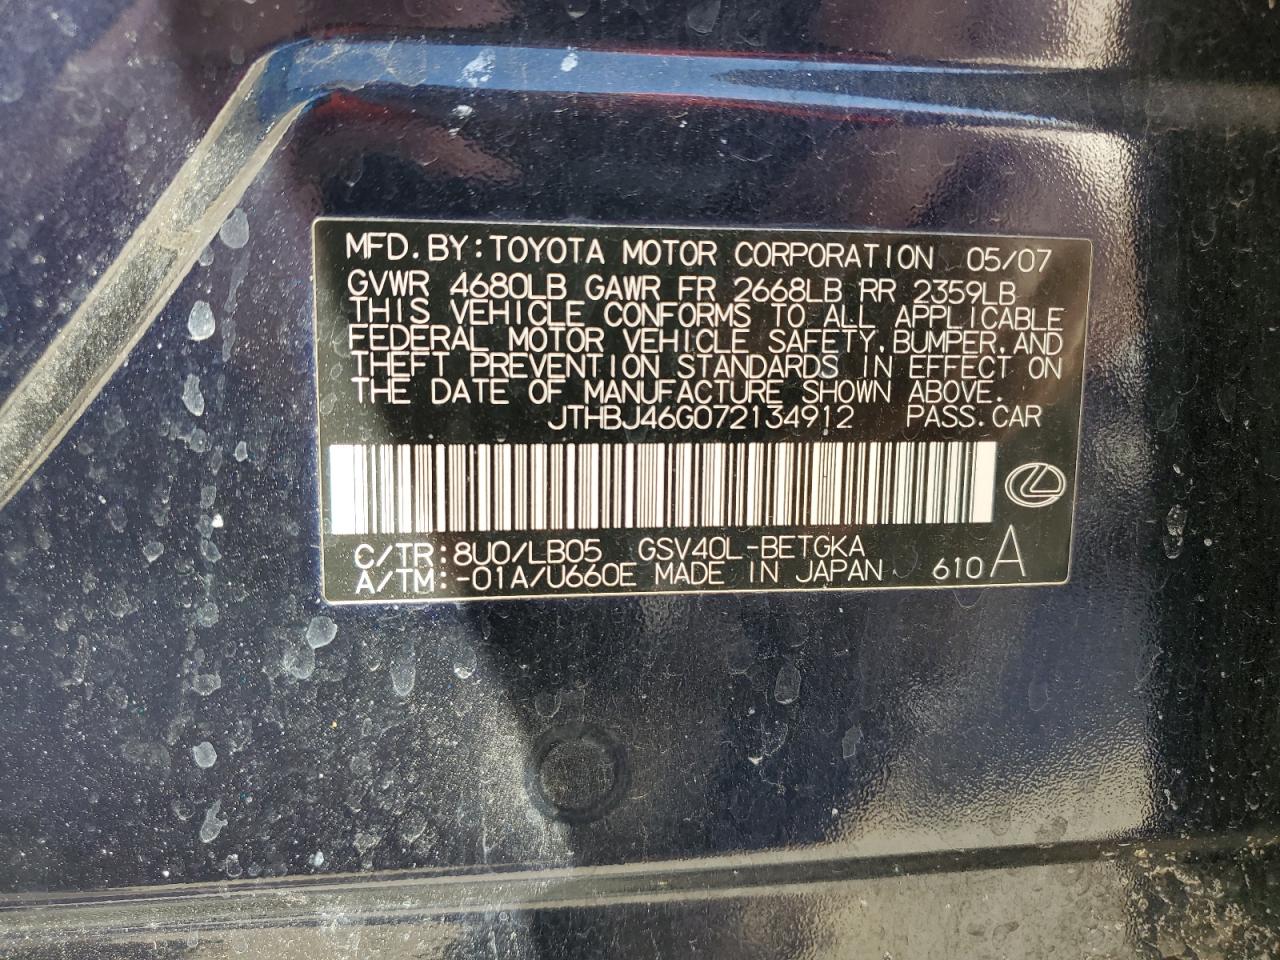 MFD. BY: TOYOTA MOTOR CORPORATION 05/07
GVWR 4680LB GAWR FR 2668LB RR 2359LB
THIS VEHICLE CONFORMS TO ALL APPLICABLE
FEDERAL MOTOR VEHICLE SAFETY, BUMPER, AND
THEFT PREVENTION STANDARDS IN EFFECT ON
THE DATE OF MANUFACTURE SHOWN ABOVE.
JTHBJ46G072134912 PASS. CAR
C/TR: 8U0/LB05 GSV40L-BETGKA
A/TM: -01A/U660E MADE IN JAPAN 610 A